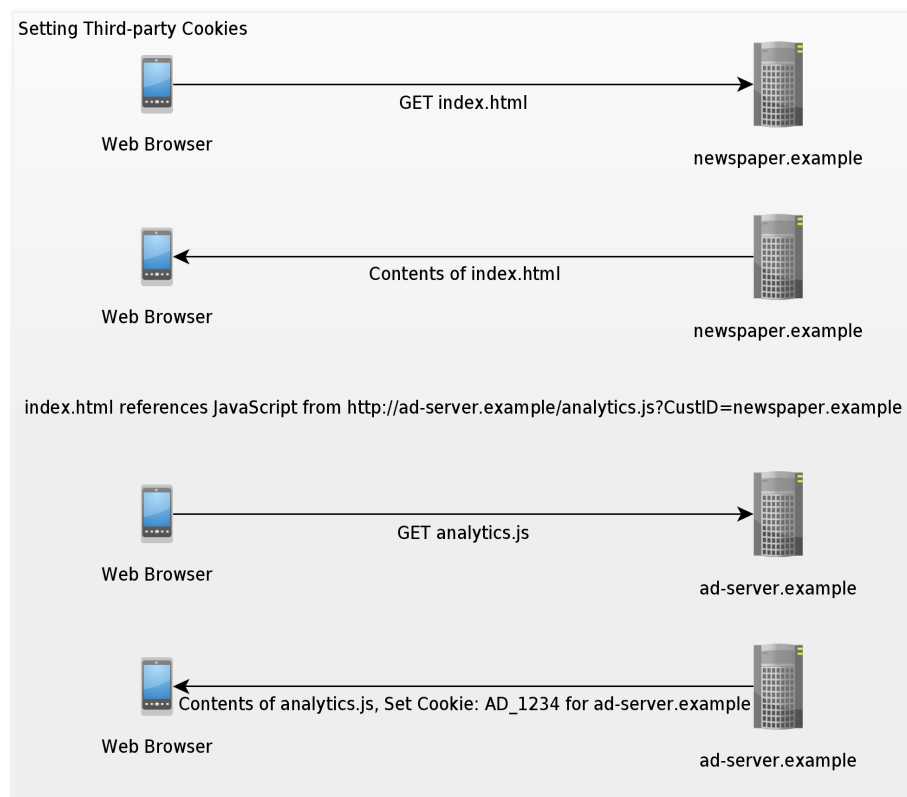 Setting Third-party Cookies
GET index.html
Web Browser
newspaper.example
Contents of index.html
Web Browser
newspaper.example
index.html references JavaScript from http://ad-server.example/analytics.js?CustID=newspaper.example
GET analytics.js
Web Browser
ad-server.example
Contents of analytics.js, Set Cookie: AD_1234 for ad-server.example
Web Browser
ad-server.example